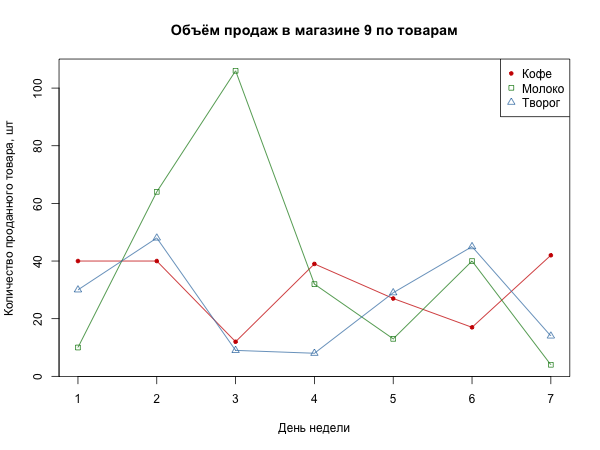 Объём продаж в магазине 9 по товарам
Количество проданного товара, шт
100
80
60
40
20
0
Кофе
Молоко
Творог
1 2 3 4 5 6 7
День недели